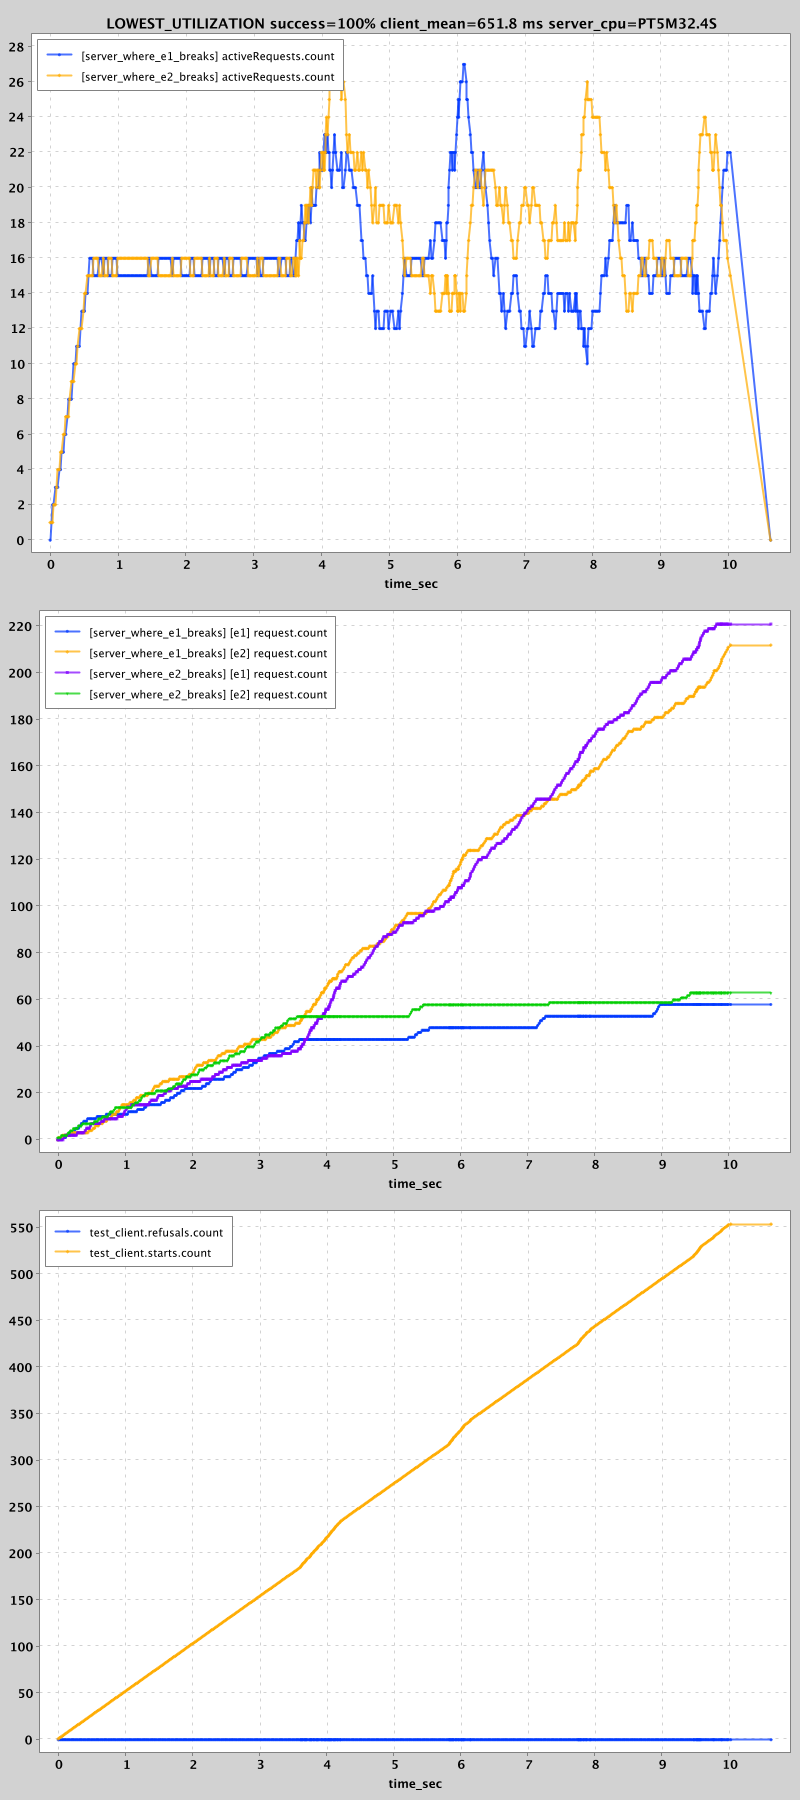 LOWEST_UTILIZATION success=100% client_mean=651.8 ms server_cpu=PT5M32.4S
[server_where_e1_breaks] activeRequests.count
[server_where_e2_breaks] activeRequests.count
28
26
24
22
20
18
16
14
12
10
8
6
4
2
0
0 1 2 3 4 5 6 7 8 9 10
time_sec
[server_where_e1_breaks] [e1] request.count
[server_where_e1_breaks] [e2] request.count
[server_where_e2_breaks] [e1] request.count
[server_where_e2_breaks] [e2] request.count
220
200
180
160
140
120
100
80
60
40
20
0
0 1 2 3 4 5 6 7 8 9 10
time_sec
test_client.refusals.count
test_client.starts.count
550
500
450
400
350
300
250
200
150
100
50
0
0 1 2 3 4 5 6 7 8 9 10
time_sec